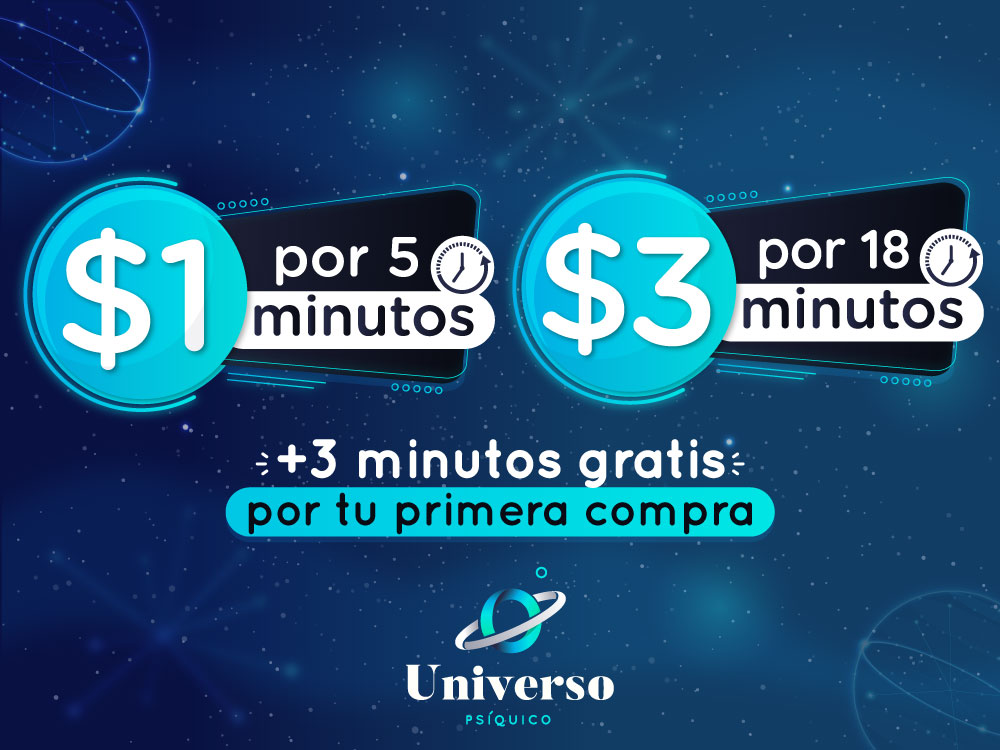 $1
por 5
minutos
$3
por 18
minutos
+3 minutos gratis
por tu primera compra
Universo
PSÍQUICO